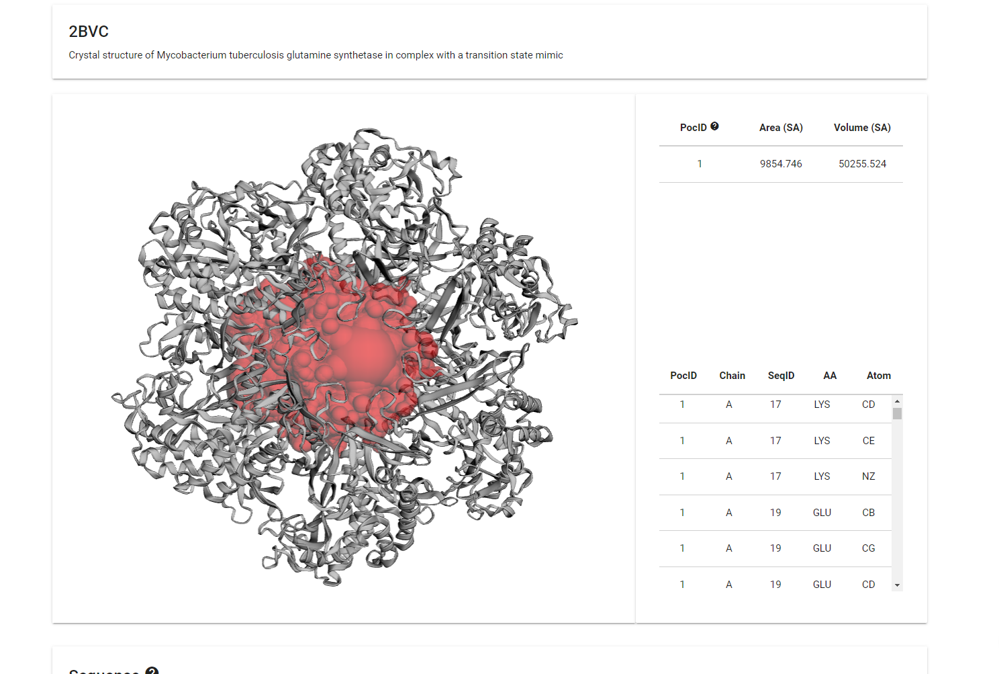 2BVC
Crystal structure of Mycobacterium tuberculosis glutamine synthetase in complex with a transition state mimic
PocID ? Area (SA) Volume (SA)
1 9854.746 50255.524
PocID Chain SeqID AA Atom
1 A 17 LYS CD
1 A 17 LYS CE
1 A 17 LYS NZ
1 A 19 GLU CB
1 A 19 GLU CG
1 A 19 GLU CD
Sequence ?